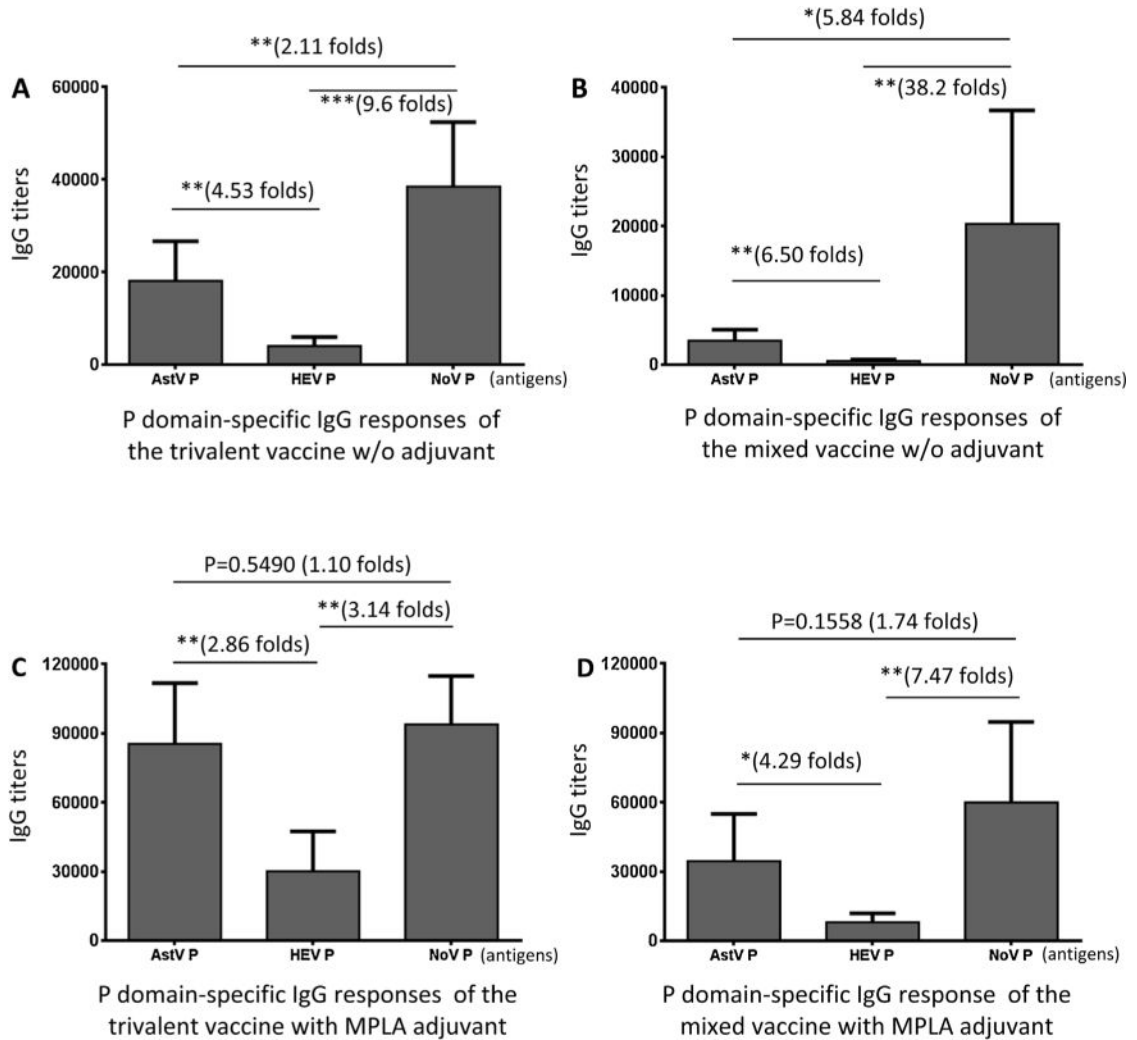 A
**(2.11 folds)
***(9.6 folds)
**(4.53 folds)
60000
40000
20000
0
IgG titers
AstV P HEV P NoV P (antigens)
P domain-specific IgG responses of
the trivalent vaccine w/o adjuvant
B
*(5.84 folds)
**(38.2 folds)
**(6.50 folds)
40000
30000
20000
10000
0
IgG titers
AstV P HEV P NoV P (antigens)
P domain-specific IgG responses of
the mixed vaccine w/o adjuvant
C
P=0.5490 (1.10 folds)
**(3.14 folds)
**(2.86 folds)
120000
90000
60000
30000
0
IgG titers
AstV P HEV P NoV P (antigens)
P domain-specific IgG responses of the
trivalent vaccine with MPLA adjuvant
D
P=0.1558 (1.74 folds)
**(7.47 folds)
*(4.29 folds)
120000
90000
60000
30000
0
IgG titers
AstV P HEV P NoV P (antigens)
P domain-specific IgG response of the
mixed vaccine with MPLA adjuvant